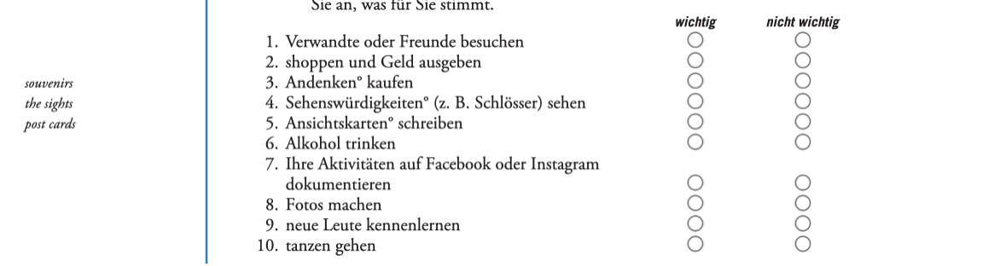 Sie an, was für Sie stimmt.
wichtig nicht wichtig
1. Verwandte oder Freunde besuchen
2. shoppen und Geld ausgeben
souvenirs 3. Andenken° kaufen
the sights 4. Sehenswürdigkeiten° (z. B. Schlösser) sehen
post cards 5. Ansichtskarten° schreiben
6. Alkohol trinken
7. Ihre Aktivitäten auf Facebook oder Instagram
dokumentieren
8. Fotos machen
9. neue Leute kennenlernen
10. tanzen gehen